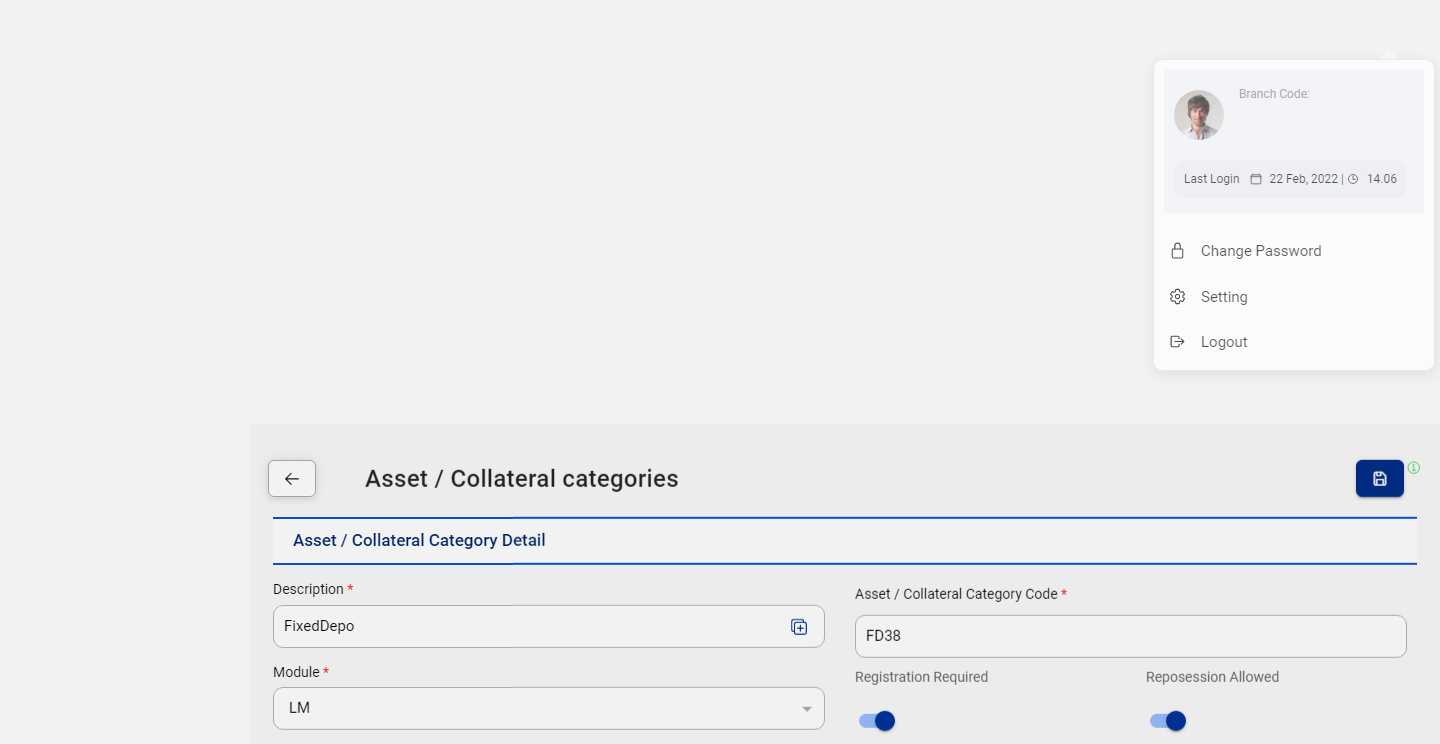 Branch Code:
Last Login 22 Feb, 2022 | 14.06
Change Password
Setting
Logout
Asset / Collateral categories
Asset / Collateral Category Detail
Description *
FixedDepo
Asset / Collateral Category Code *
FD38
Module *
LM
Registration Required
Reposession Allowed